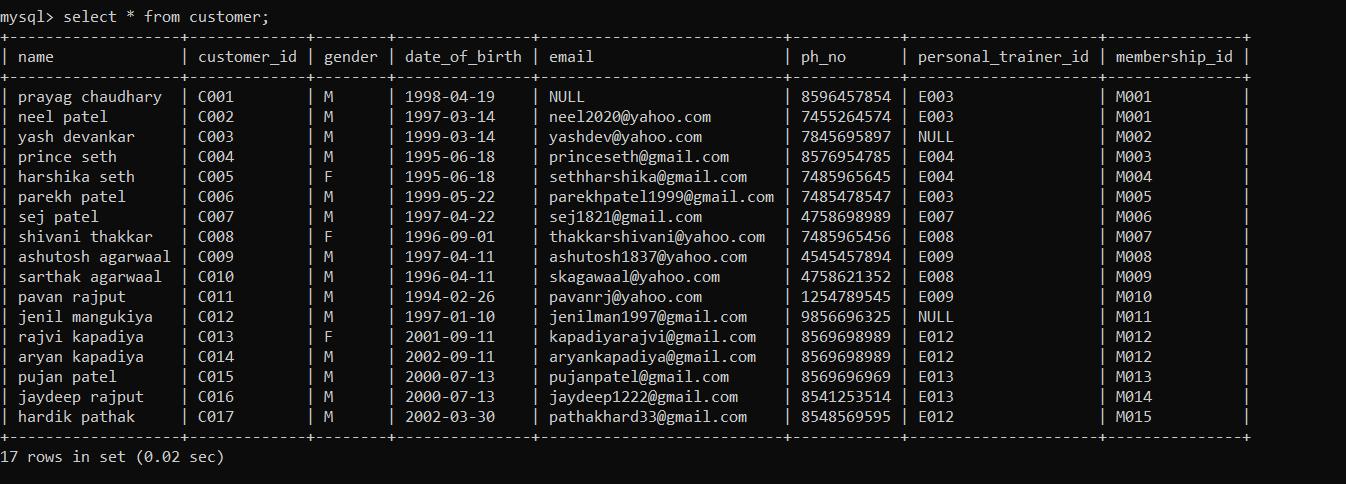 mysql> select * from customer;
+-------------------+-------------+--------+---------------+--------------------------+------------+---------------------+---------------+
| name              | customer_id | gender | date_of_birth | email                    | ph_no      | personal_trainer_id | membership_id |
+-------------------+-------------+--------+---------------+--------------------------+------------+---------------------+---------------+
| prayag chaudhary  | C001        | M      | 1998-04-19    | NULL                     | 8596457854 | E003                | M001          |
| neel patel        | C002        | M      | 1997-03-14    | neel2020@yahoo.com       | 7455264574 | E003                | M001          |
| yash devankar     | C003        | M      | 1999-03-14    | yashdev@yahoo.com        | 7845695897 | NULL                | M002          |
| prince seth       | C004        | M      | 1995-06-18    | princeseth@gmail.com     | 8576954785 | E004                | M003          |
| harshika seth     | C005        | F      | 1995-06-18    | sethharshika@gmail.com   | 7485965645 | E004                | M004          |
| parekh patel      | C006        | M      | 1999-05-22    | parekhpatel1999@gmail.com | 7485478547 | E003                | M005          |
| sej patel         | C007        | M      | 1997-04-22    | sej1821@gmail.com        | 4758698989 | E007                | M006          |
| shivani thakkar   | C008        | F      | 1996-09-01    | thakkarshivani@yahoo.com | 7485965456 | E008                | M007          |
| ashutosh agarwaal | C009        | M      | 1997-04-11    | ashutosh1837@yahoo.com   | 4545457894 | E009                | M008          |
| sarthak agarwaal  | C010        | M      | 1996-04-11    | skagawaal@yahoo.com      | 4758621352 | E008                | M009          |
| pavan rajput      | C011        | M      | 1994-02-26    | pavanrj@yahoo.com        | 1254789545 | E009                | M010          |
| jenil mangukiya   | C012        | M      | 1997-01-10    | jenilman1997@gmail.com   | 9856696325 | NULL                | M011          |
| rajvi kapadiya    | C013        | F      | 2001-09-11    | kapadiyarajvi@gmail.com  | 8569698989 | E012                | M012          |
| aryan kapadiya    | C014        | M      | 2002-09-11    | aryankapadiya@gmail.com  | 8569698989 | E012                | M012          |
| pujan patel       | C015        | M      | 2000-07-13    | pujanpatel@gmail.com     | 8569696969 | E013                | M013          |
| jaydeep rajput    | C016        | M      | 2000-07-13    | jaydeep1222@gmail.com    | 8541253514 | E013                | M014          |
| hardik pathak     | C017        | M      | 2002-03-30    | pathakhard33@gmail.com   | 8548569595 | E012                | M015          |
+-------------------+-------------+--------+---------------+--------------------------+------------+---------------------+---------------+
17 rows in set (0.02 sec)